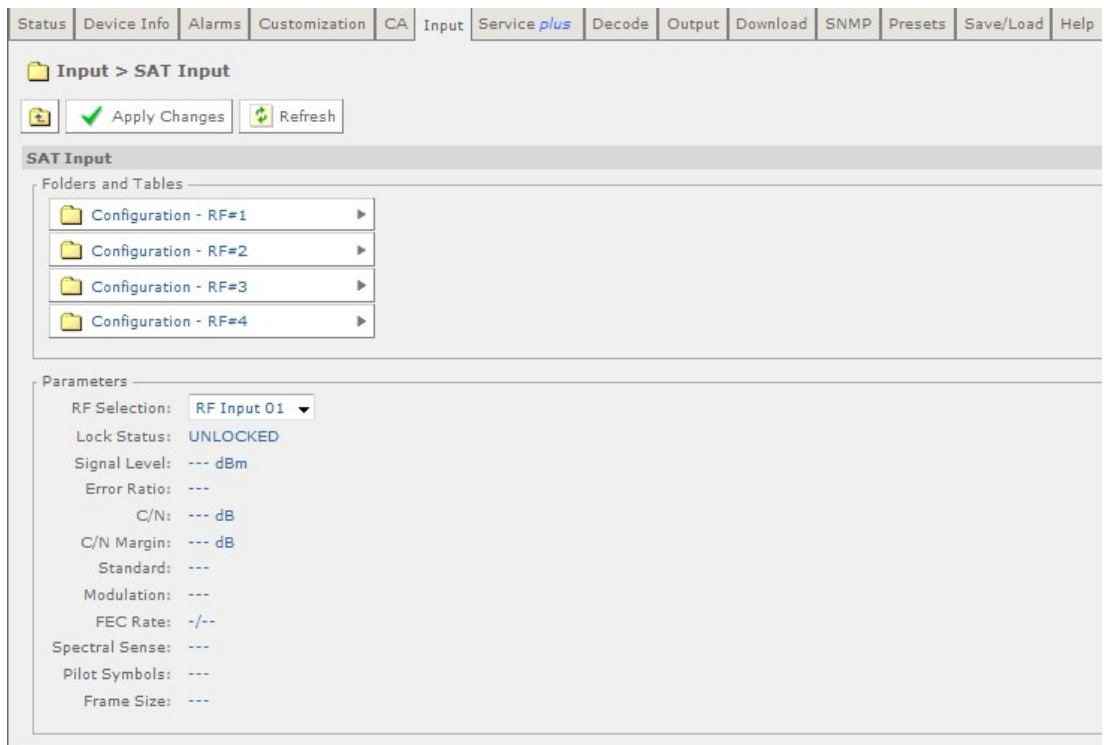 Status Device Info Alarms Customization CA Input Service plus Decode Output Download SNMP Presets Save/Load Help
Input > SAT Input
Apply Changes Refresh
SAT Input
Folders and Tables
Configuration - RF#1
Configuration - RF#2
Configuration - RF#3
Configuration - RF#4
Parameters
RF Selection: RF Input 01
Lock Status: UNLOCKED
Signal Level: --- dBm
Error Ratio: ---
C/N: --- dB
C/N Margin: --- dB
Standard: ---
Modulation: ---
FEC Rate: -/--
Spectral Sense: ---
Pilot Symbols: ---
Frame Size: ---